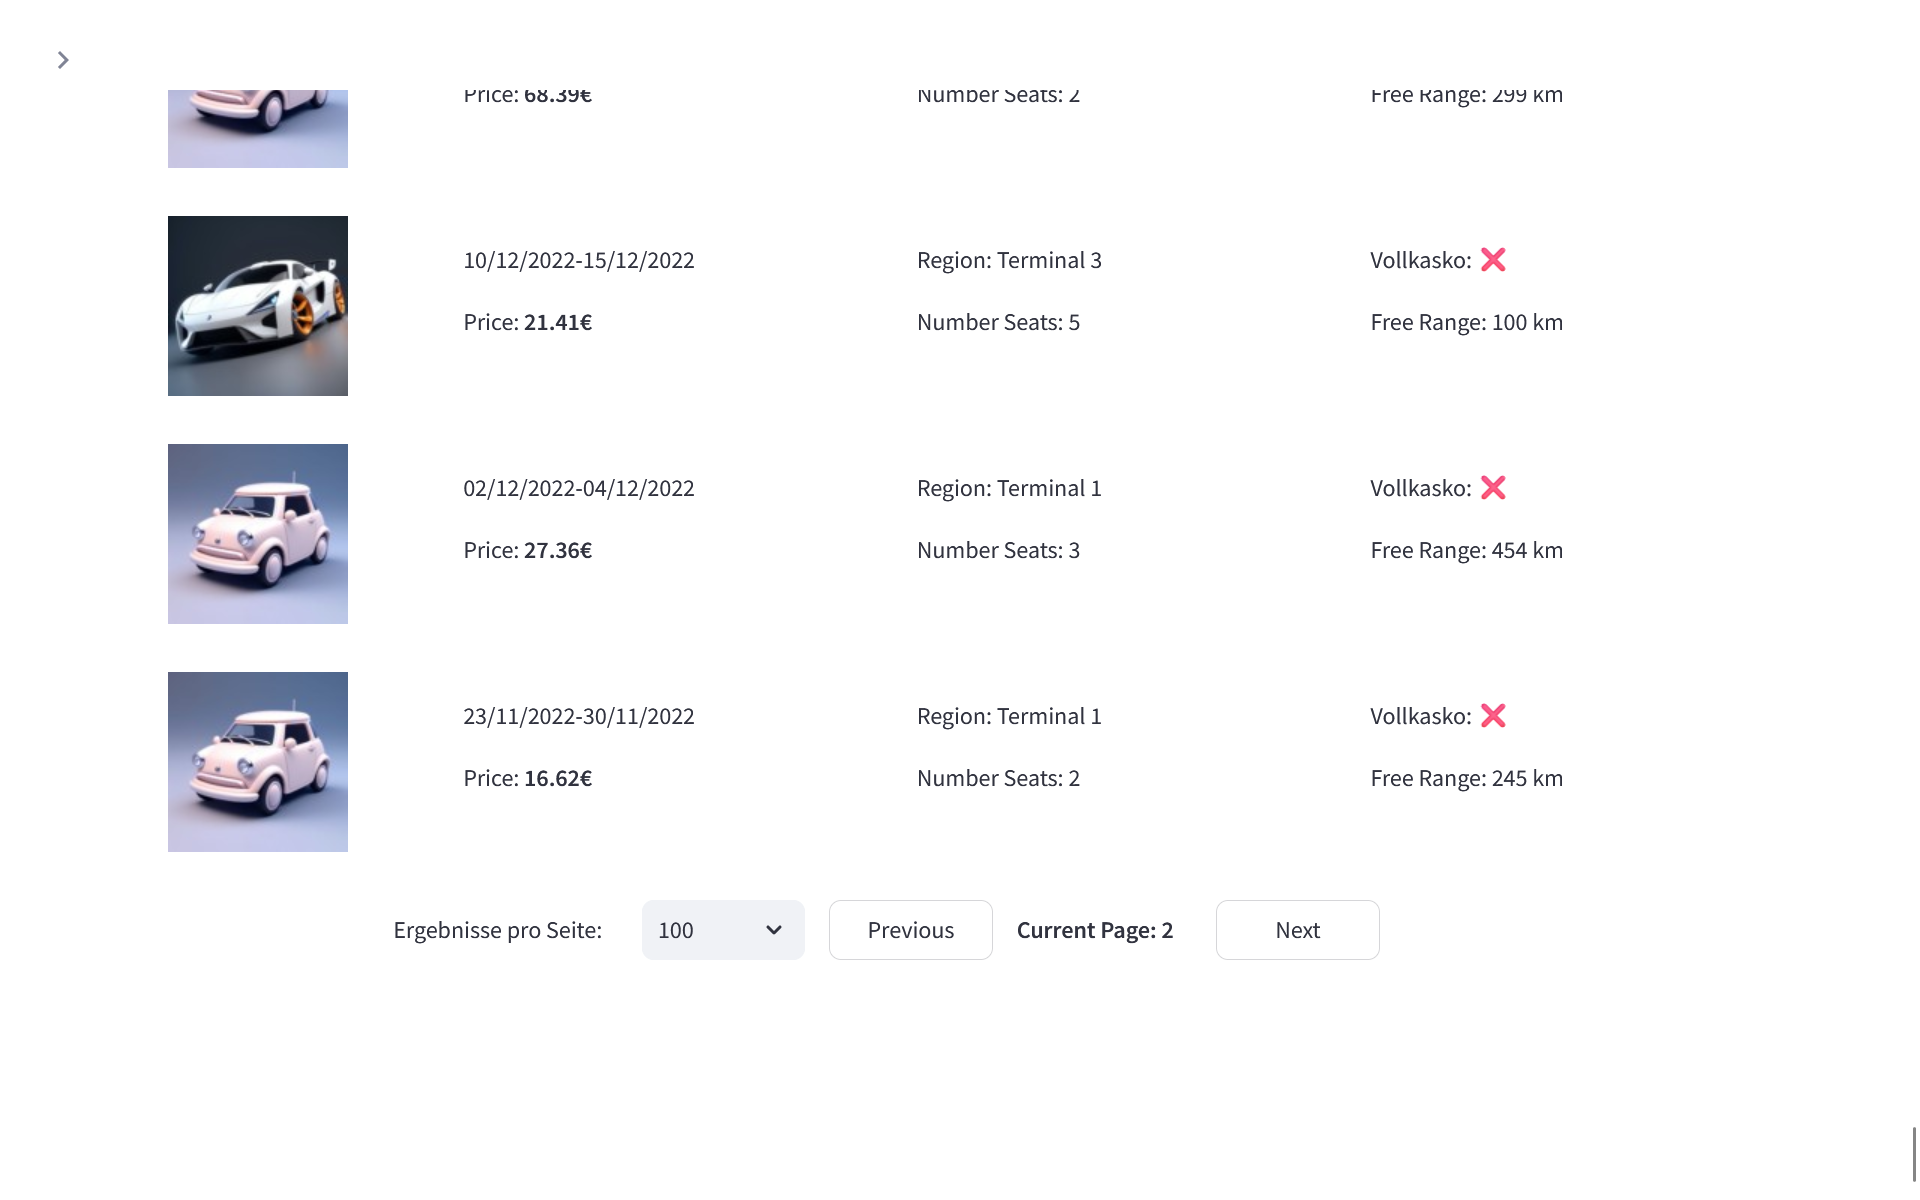 Price: 68.39€ Number Seats: 2 Free Range: 299 km
10/12/2022-15/12/2022 Region: Terminal 3 Vollkasko: ❌
Price: 21.41€ Number Seats: 5 Free Range: 100 km
02/12/2022-04/12/2022 Region: Terminal 1 Vollkasko: ❌
Price: 27.36€ Number Seats: 3 Free Range: 454 km
23/11/2022-30/11/2022 Region: Terminal 1 Vollkasko: ❌
Price: 16.62€ Number Seats: 2 Free Range: 245 km
Ergebnisse pro Seite: 100 Previous Current Page: 2 Next